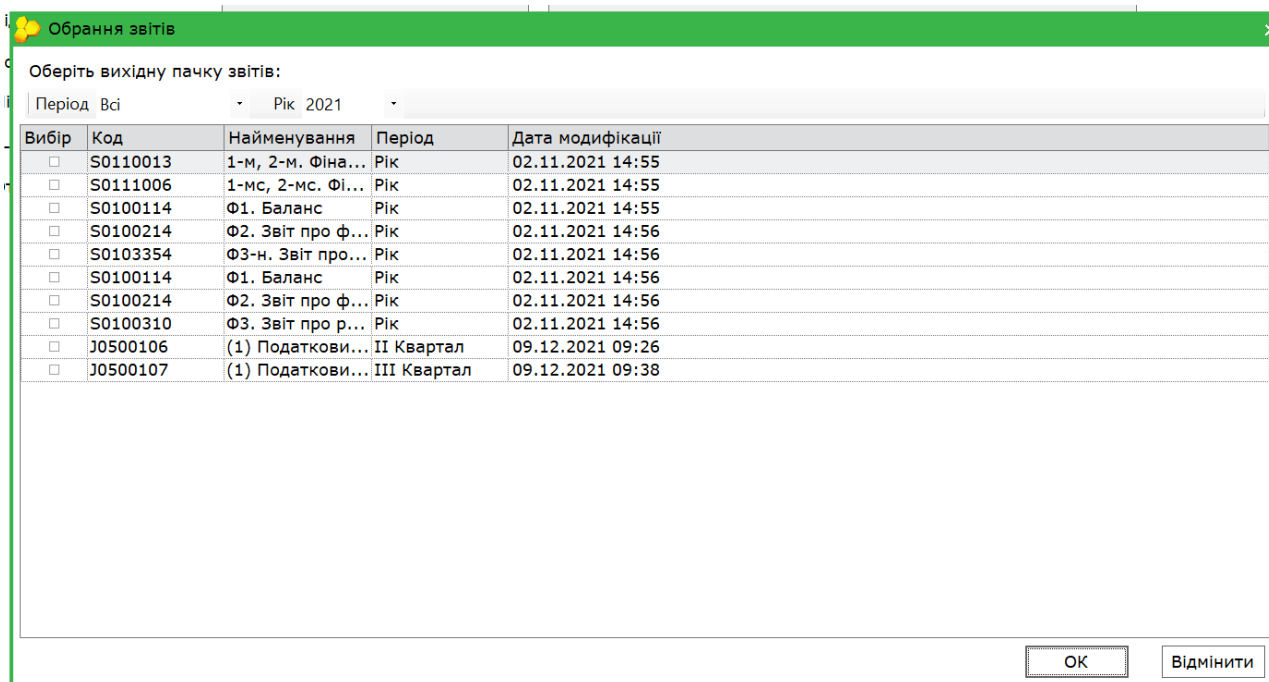 Обрання звітів
Оберіть вихідну пачку звітів:
Період Всі Рік 2021
Вибір Код Найменування Період Дата модифікації
S0110013 1-м, 2-м. Фіна... Рік 02.11.2021 14:55
S0111006 1-мс, 2-мс. Фі... Рік 02.11.2021 14:55
S0100114 Ф1. Баланс Рік 02.11.2021 14:55
S0100214 Ф2. Звіт про ф... Рік 02.11.2021 14:56
S0103354 Ф3-н. Звіт про... Рік 02.11.2021 14:56
S0100114 Ф1. Баланс Рік 02.11.2021 14:56
S0100214 Ф2. Звіт про ф... Рік 02.11.2021 14:56
S0100310 Ф3. Звіт про р... Рік 02.11.2021 14:56
J0500106 (1) Податкови... II Квартал 09.12.2021 09:26
J0500107 (1) Податкови... III Квартал 09.12.2021 09:38
ОК Відмінити